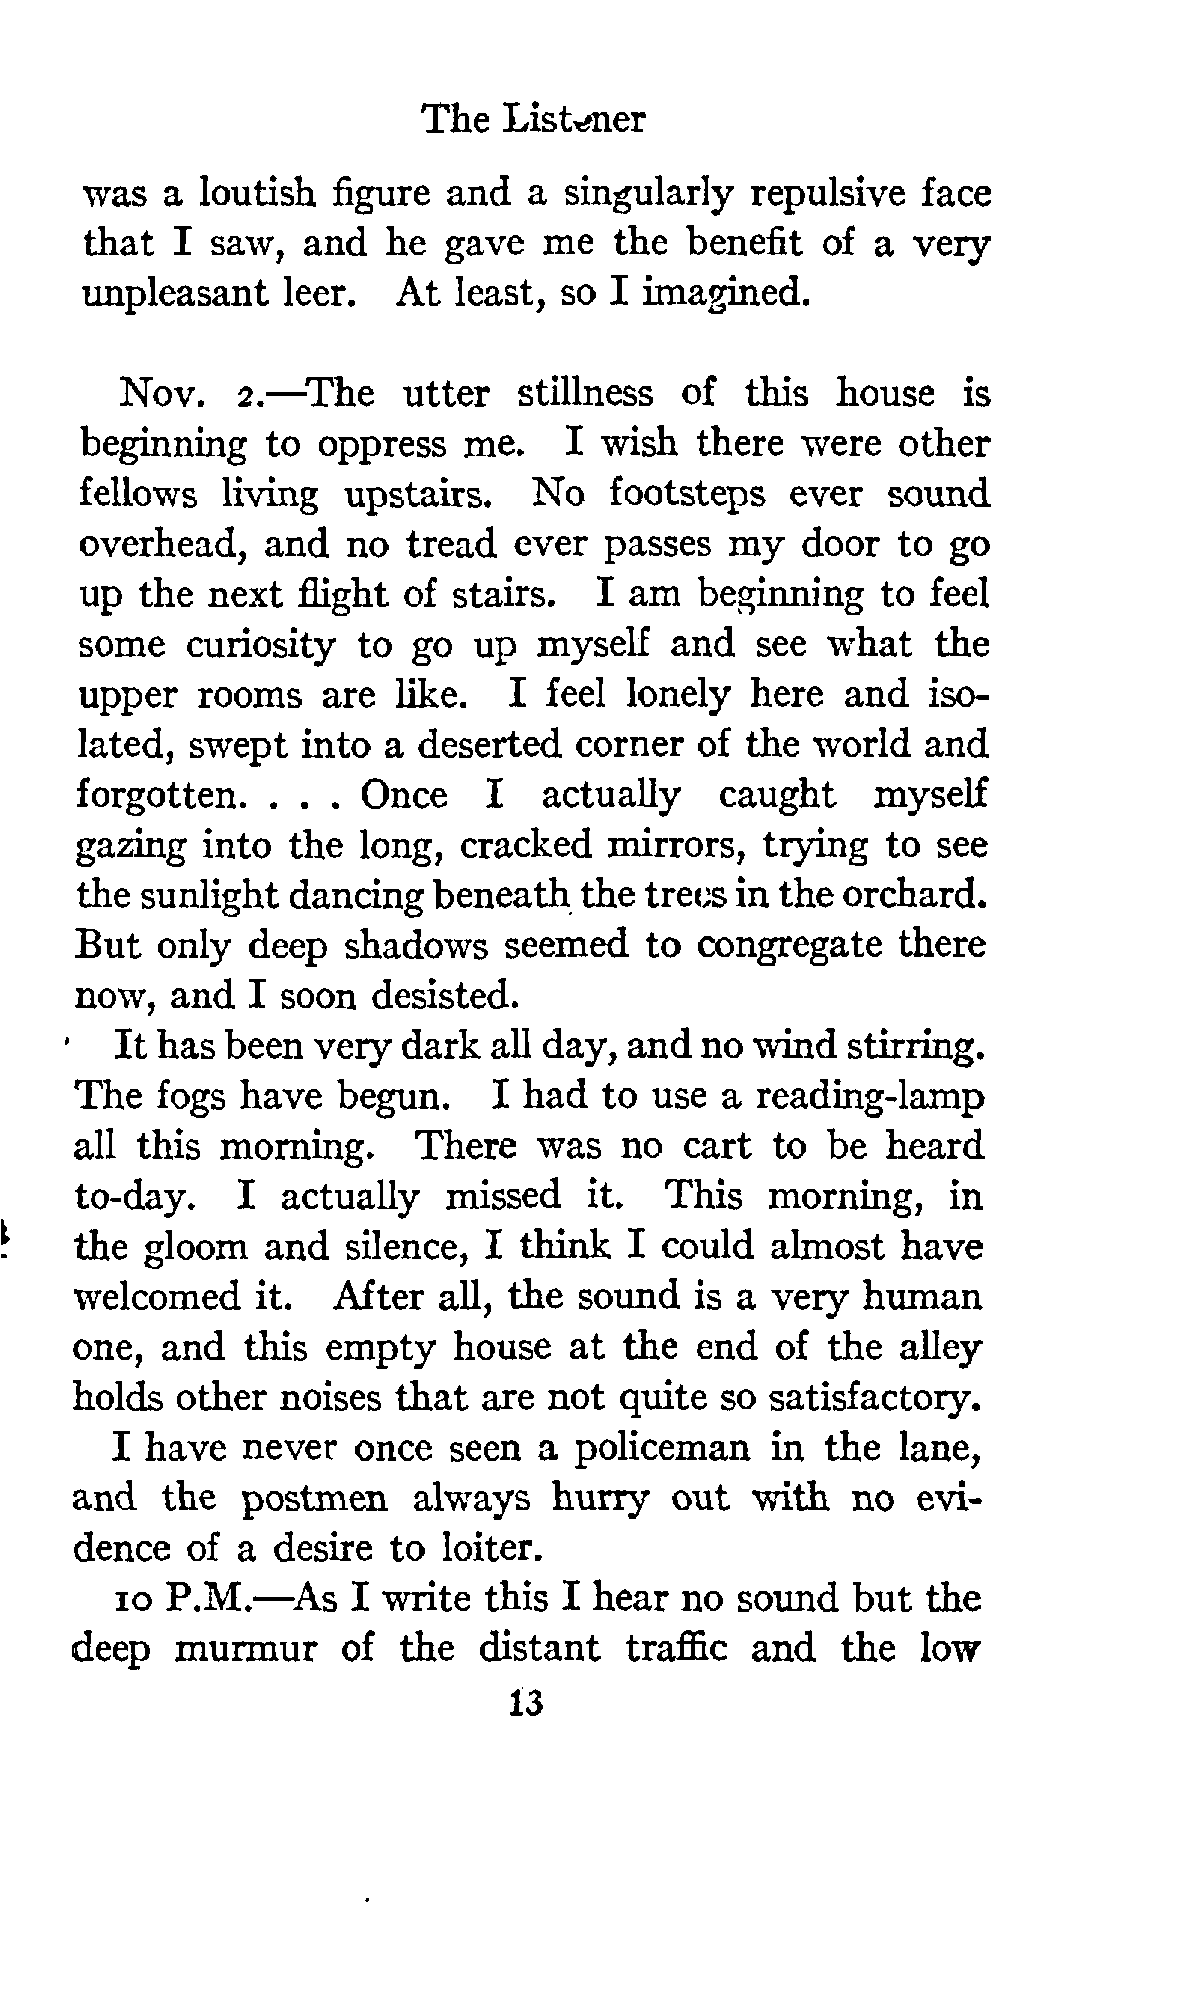 The Listener
was a loutish figure and a singularly repulsive face
that I saw, and he gave me the benefit of a very
unpleasant leer. At least, so I imagined.
Nov. 2.—The utter stillness of this house is
beginning to oppress me. I wish there were other
fellows living upstairs. No footsteps ever sound
overhead, and no tread ever passes my door to go
up the next flight of stairs. I am beginning to feel
some curiosity to go up myself and see what the
upper rooms are like. I feel lonely here and iso-
lated, swept into a deserted corner of the world and
forgotten. . . . Once I actually caught myself
gazing into the long, cracked mirrors, trying to see
the sunlight dancing beneath the trees in the orchard.
But only deep shadows seemed to congregate there
now, and I soon desisted.
It has been very dark all day, and no wind stirring.
The fogs have begun. I had to use a reading-lamp
all this morning. There was no cart to be heard
to-day. I actually missed it. This morning, in
the gloom and silence, I think I could almost have
welcomed it. After all, the sound is a very human
one, and this empty house at the end of the alley
holds other noises that are not quite so satisfactory.
I have never once seen a policeman in the lane,
and the postmen always hurry out with no evi-
dence of a desire to loiter.
10 P.M.—As I write this I hear no sound but the
deep murmur of the distant traffic and the low
13